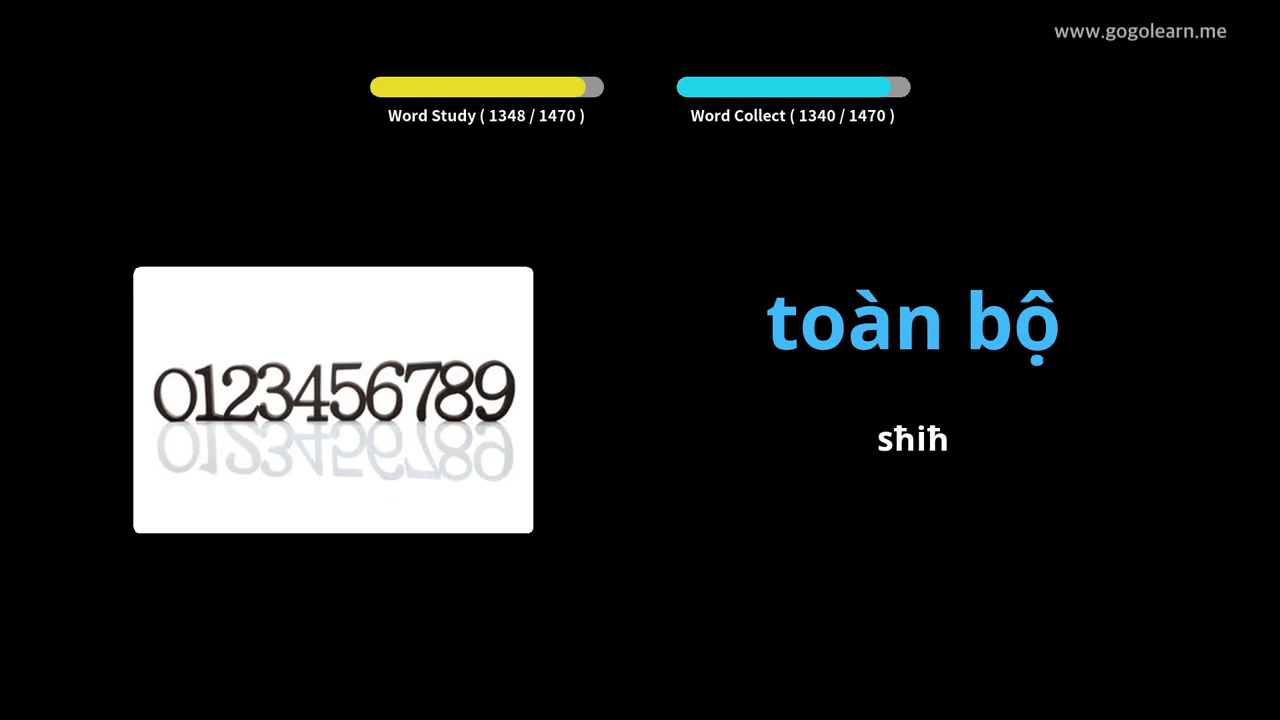 www.gogolearn.me
Word Study ( 1348 / 1470 )
Word Collect ( 1340 / 1470 )
0123456789
toàn bộ
sħiħ